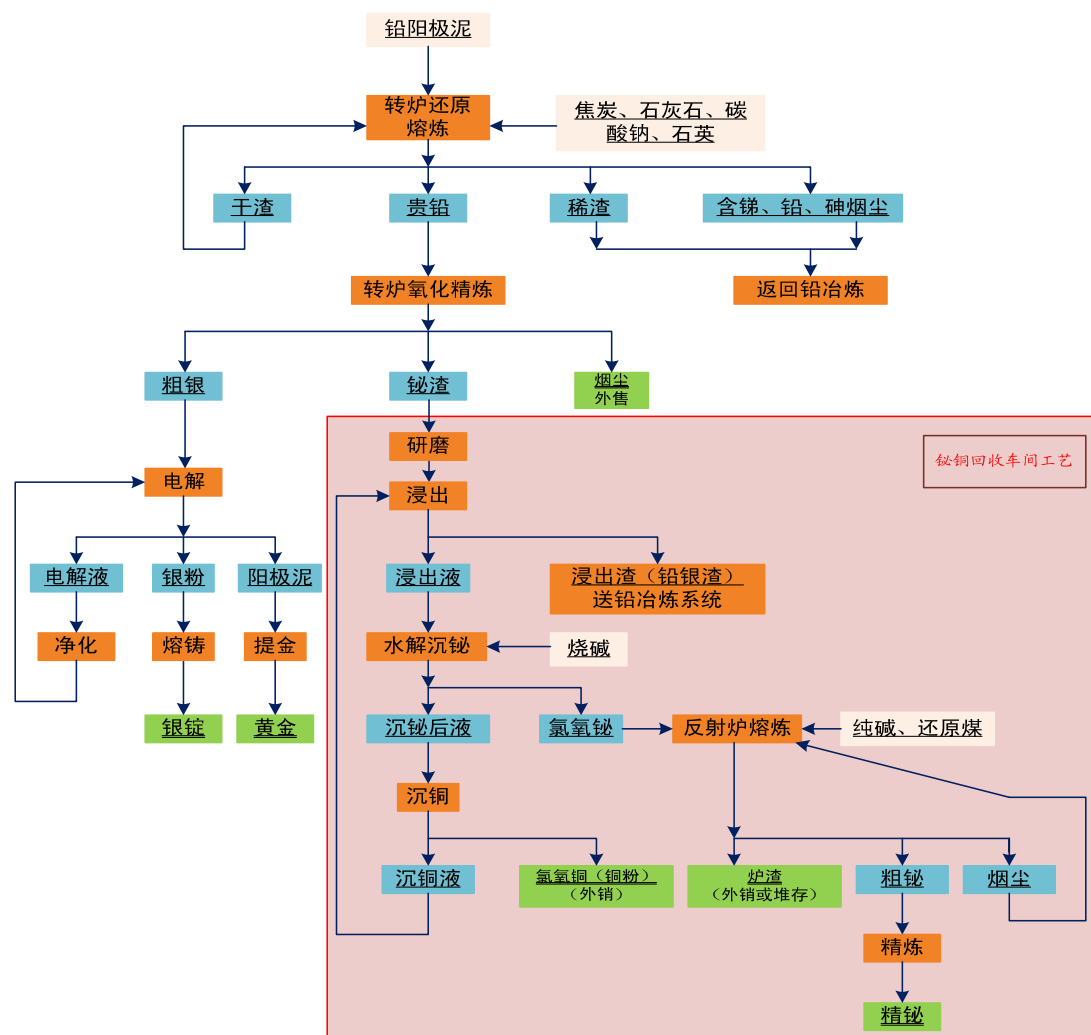 铅阳极泥
转炉还原
熔炼
焦炭、石灰石、碳
酸钠、石英
干渣
贵铅
稀渣
含锑、铅、砷烟尘
转炉氧化精炼
返回铅冶炼
粗银
铋渣
烟尘
外售
研磨
铋铜回收车间工艺
电解
浸出
电解液
银粉
阳极泥
浸出液
浸出渣（铅银渣）
送铅冶炼系统
净化
熔铸
提金
水解沉铋
烧碱
银锭
黄金
沉铋后液
氯氧铋
反射炉熔炼
纯碱、还原煤
沉铜
沉铜液
氯氧铜（铜粉）
（外销）
炉渣
（外销或堆存）
粗铋
烟尘
精炼
精铋